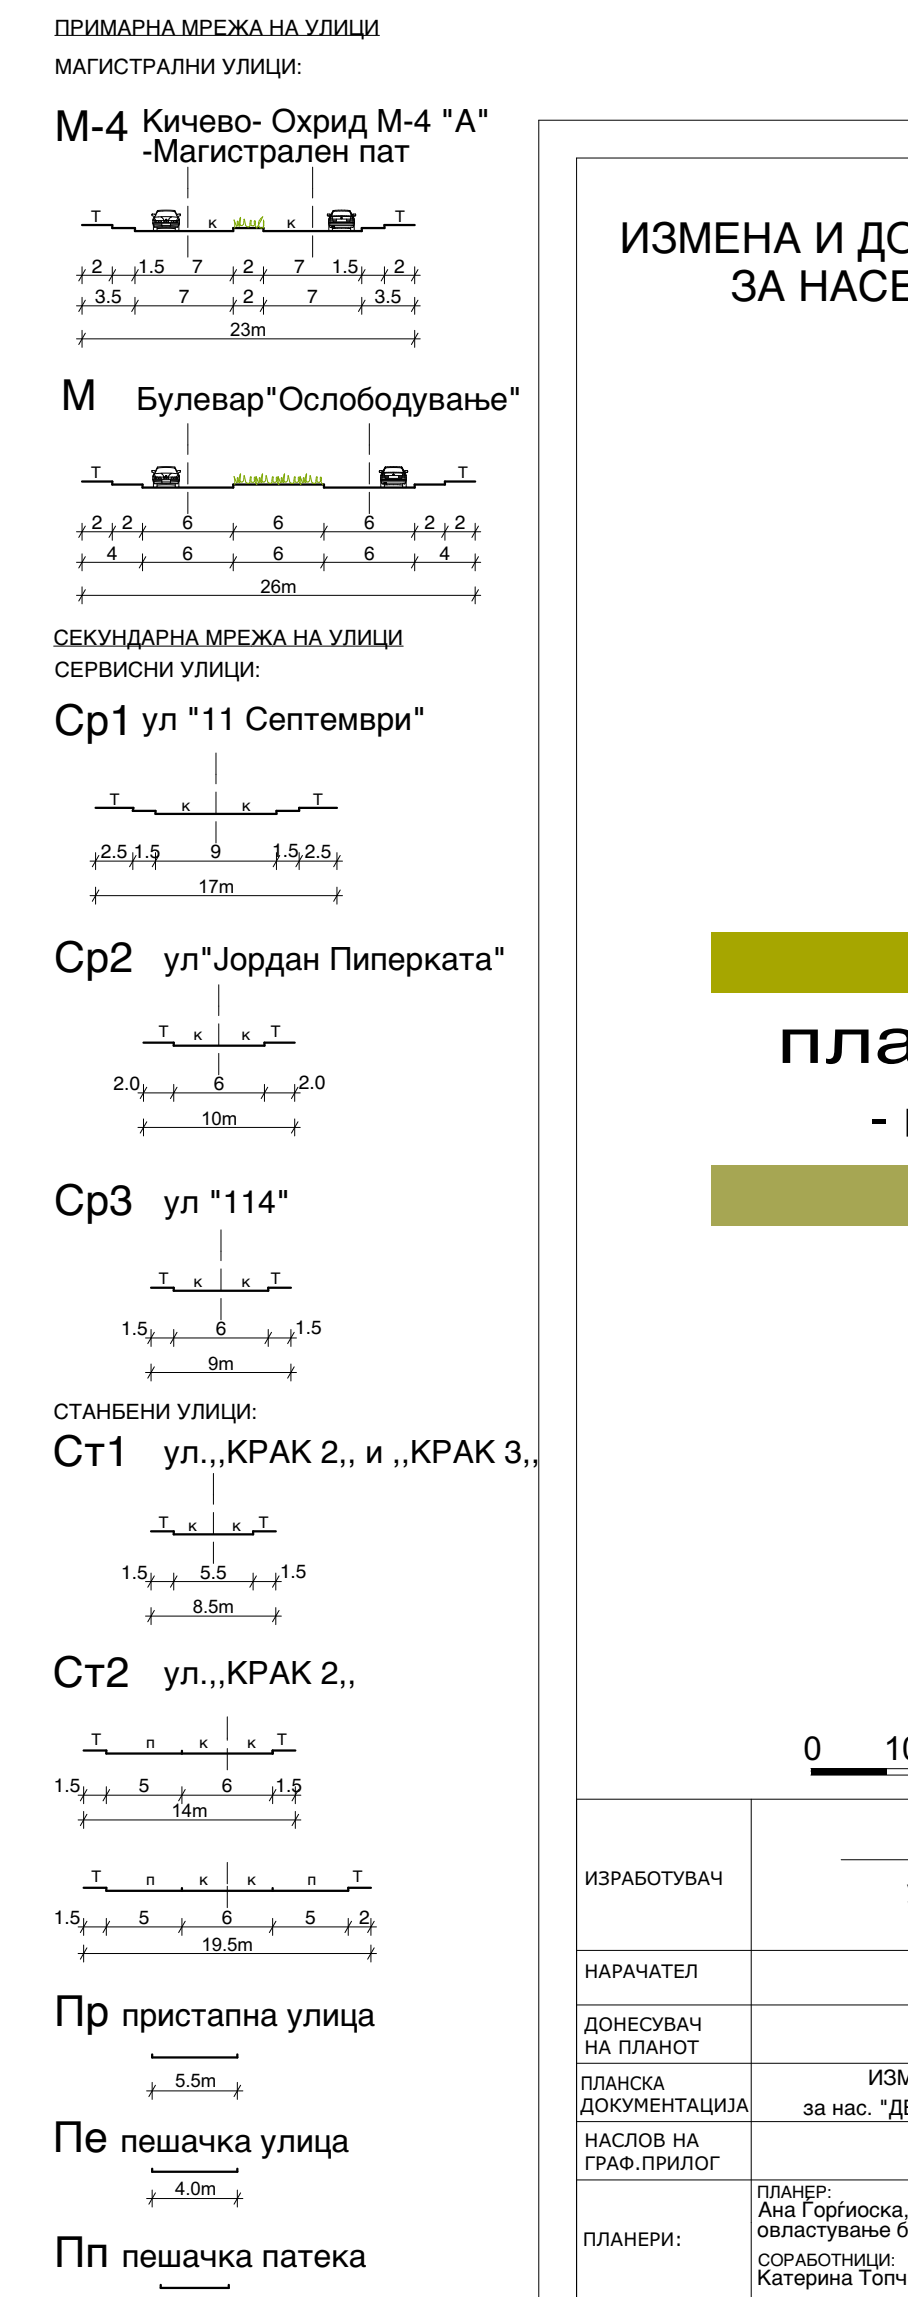 ПРИМАРНА МРЕЖА НА УЛИЦИ
МАГИСТРАЛНИ УЛИЦИ:
М-4 Кичево- Охрид М-4 "А"
-Магистрален пат
Т к к Т
2 1.5 7 2 7 1.5 2
3.5 7 2 7 3.5
23m
М Булевар"Ослободување"
Т Т
2 2 6 6 6 2 2
4 6 6 6 4
26m
СЕКУНДАРНА МРЕЖА НА УЛИЦИ
СЕРВИСНИ УЛИЦИ:
Ср1 ул "11 Септември"
Т к к Т
2.5 1.5 9 1.5 2.5
17m
Ср2 ул"Јордан Пиперката"
Т к к Т
2.0 6 2.0
10m
Ср3 ул "114"
Т к к Т
1.5 6 1.5
9m
СТАНБЕНИ УЛИЦИ:
Ст1 ул.,,КРАК 2,, и ,,КРАК 3,,
Т к к Т
1.5 5.5 1.5
8.5m
Ст2 ул.,,КРАК 2,,
Т п к к Т
1.5 5 6 1.5
14m
Т п к к п Т
1.5 5 6 5 2
19.5m
Пр пристапна улица
5.5m
Пе пешачка улица
4.0m
Пп пешачка патека
ИЗМЕНА И ДО
ЗА НАСЕ
пла
-
0 10
ИЗРАБОТУВАЧ
НАРАЧАТЕЛ
ДОНЕСУВАЧ
НА ПЛАНОТ
ПЛАНСКА
ДОКУМЕНТАЦИЈА
ИЗМ
за нас. "ДЕ
НАСЛОВ НА
ГРАФ.ПРИЛОГ
ПЛАНЕРИ:
ПЛАНЕР:
Ана Ѓорѓиоска,
овластување б
СОРАБОТНИЦИ:
Катерина Топч